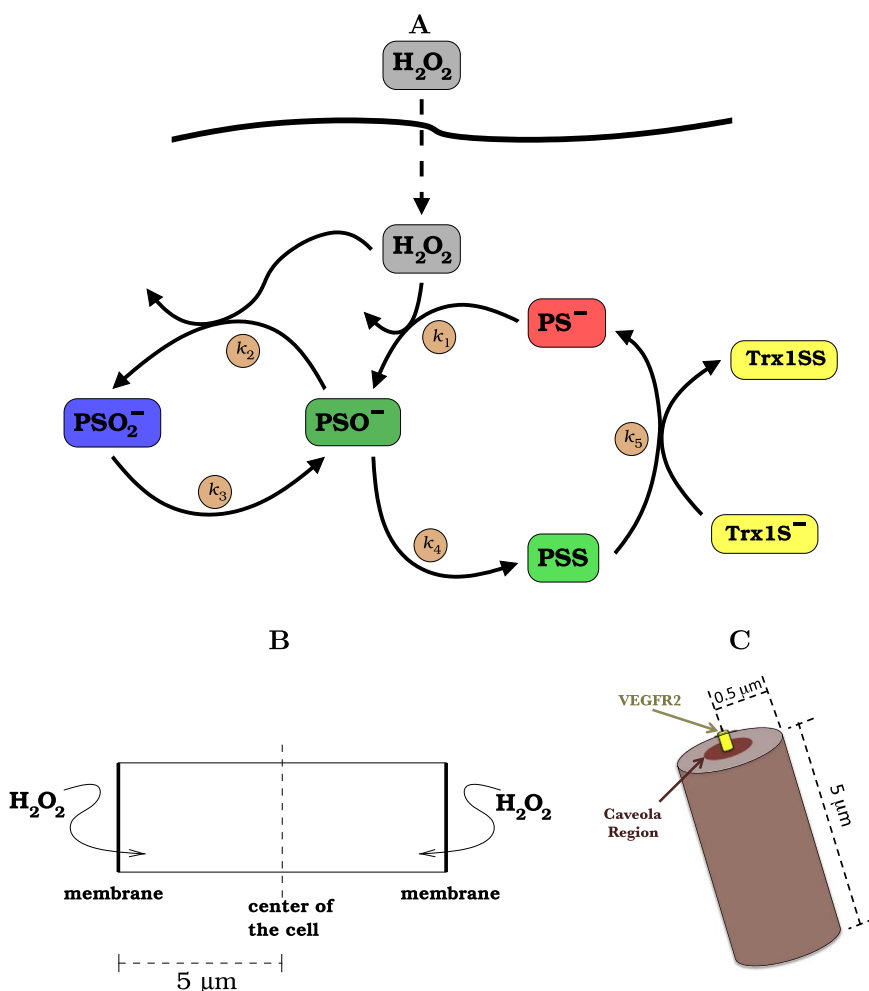 A
H₂O₂
H₂O₂
PS⁻
k₁
k₂
Trx1SS
PSO₂⁻
PSO⁻
k₅
k₃
Trx1S⁻
k₄
PSS
B
C
0.5 µm
VEGFR2
H₂O₂
H₂O₂
5 µm
Caveola
Region
membrane
membrane
center of
the cell
5 µm